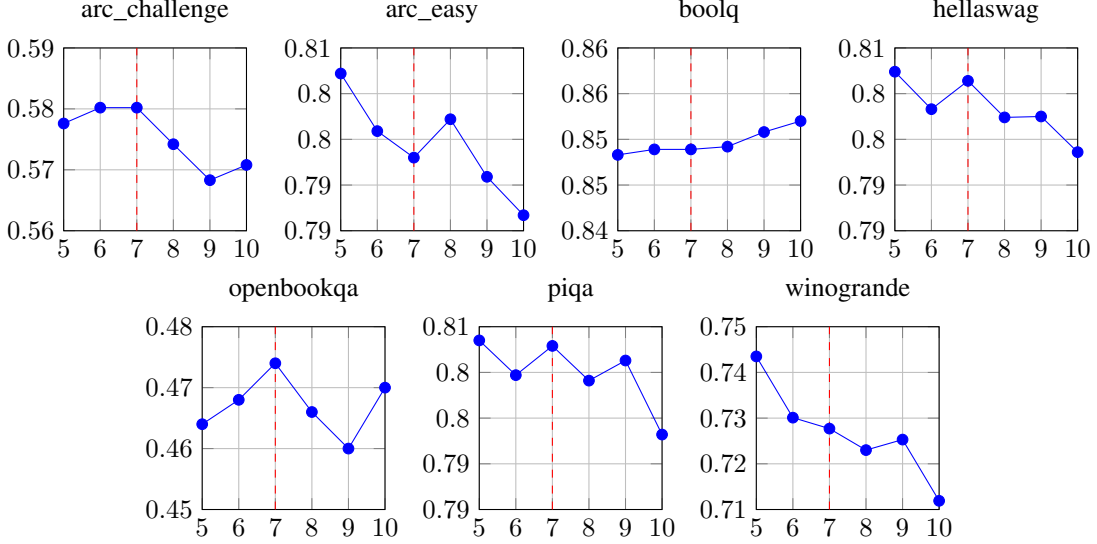 arc_challenge arc_easy boolq hellaswag
0.59 0.81 0.86 0.81
0.58 0.8 0.86 0.8
0.57 0.8 0.85 0.8
0.56 0.79 0.85 0.79
0.79 0.84 0.79
5 6 7 8 9 10 5 6 7 8 9 10 5 6 7 8 9 10 5 6 7 8 9 10
openbookqa piqa winogrande
0.48 0.81 0.75
0.47 0.8 0.74
0.46 0.8 0.73
0.45 0.79 0.72
0.79 0.71
5 6 7 8 9 10 5 6 7 8 9 10 5 6 7 8 9 10